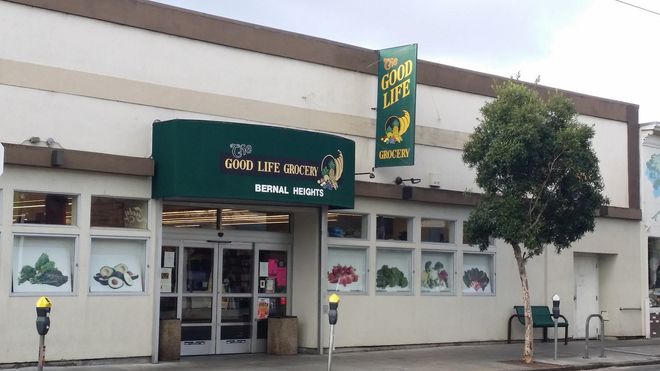 The
GOOD LIFE GROCERY
BERNAL HEIGHTS
The
GOOD
LIFE
GROCERY